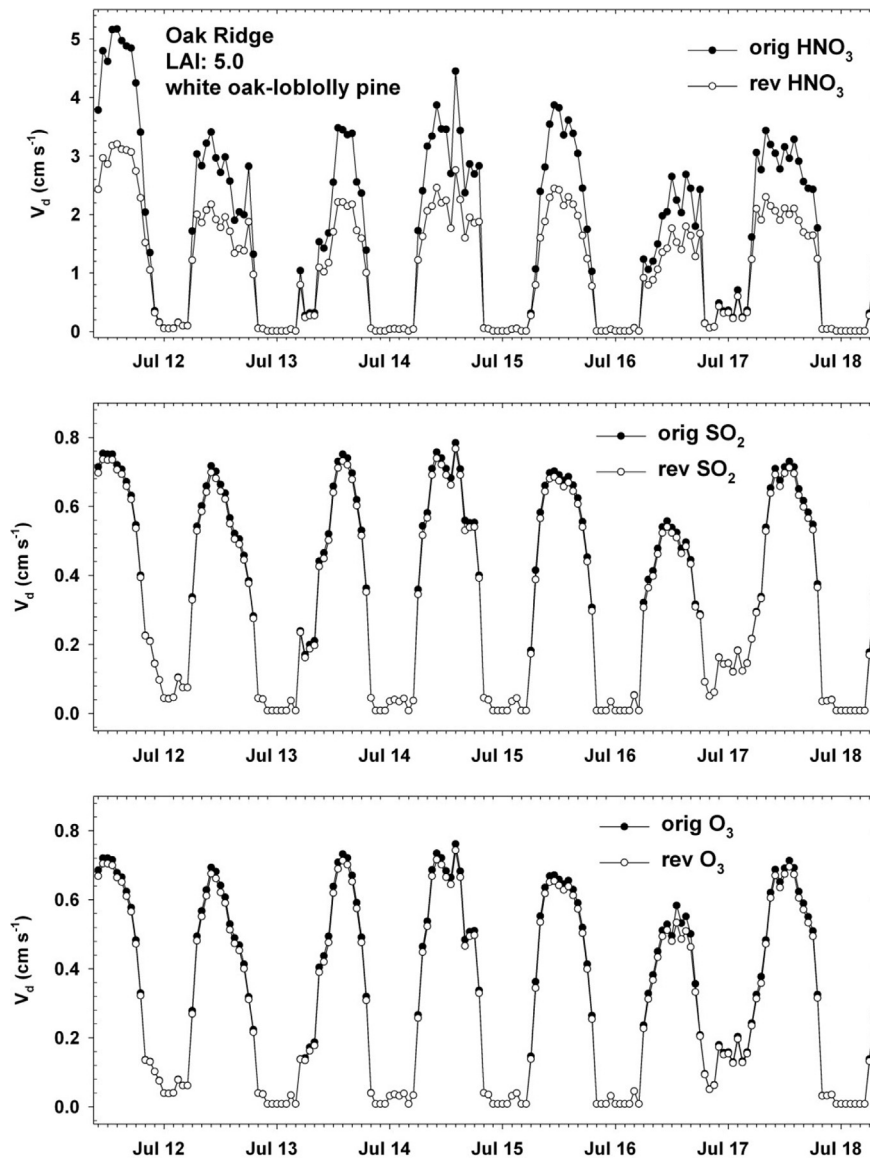 Oak Ridge
LAI: 5.0
white oak-loblolly pine
orig HNO₃
rev HNO₃
5
4
3
2
1
0
V_d (cm s⁻¹)
Jul 12 Jul 13 Jul 14 Jul 15 Jul 16 Jul 17 Jul 18
orig SO₂
rev SO₂
0.8
0.6
0.4
0.2
0.0
V_d (cm s⁻¹)
Jul 12 Jul 13 Jul 14 Jul 15 Jul 16 Jul 17 Jul 18
orig O₃
rev O₃
0.8
0.6
0.4
0.2
0.0
V_d (cm s⁻¹)
Jul 12 Jul 13 Jul 14 Jul 15 Jul 16 Jul 17 Jul 18